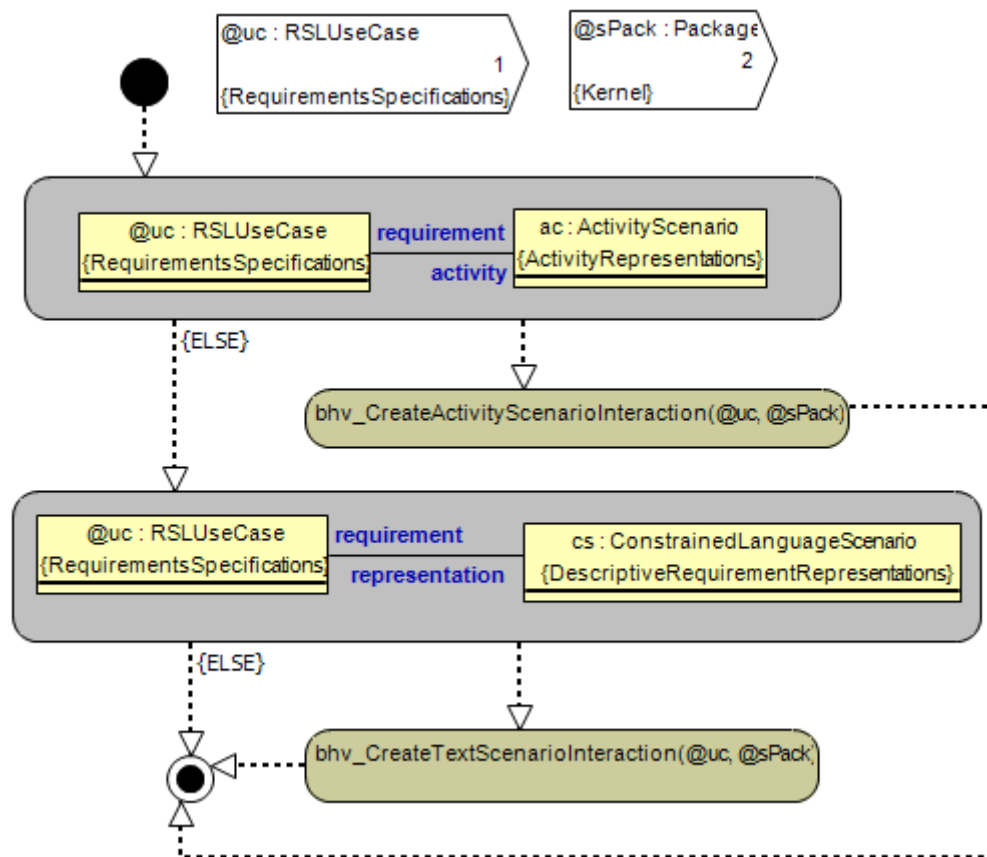 @uc : RSLUseCase
1
{RequirementsSpecifications}
@sPack : Package
2
{Kernel}
@uc : RSLUseCase
{RequirementsSpecifications}
requirement
activity
ac : ActivityScenario
{ActivityRepresentations}
{ELSE}
bhv_CreateActivityScenarioInteraction(@uc, @sPack)
@uc : RSLUseCase
{RequirementsSpecifications}
requirement
representation
cs : ConstrainedLanguageScenario
{DescriptiveRequirementRepresentations}
{ELSE}
bhv_CreateTextScenarioInteraction(@uc, @sPack)